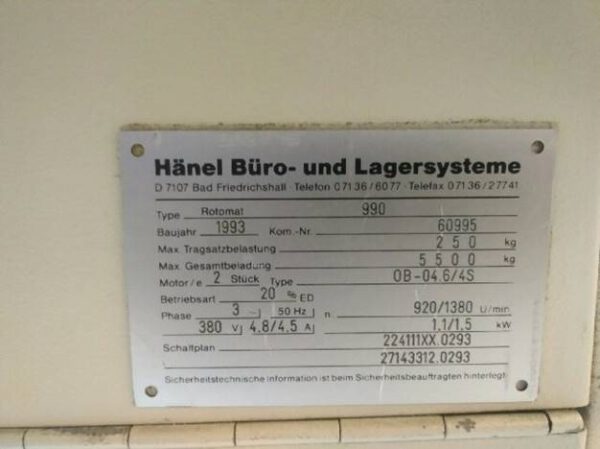 Hänel Büro- und Lagersysteme
D 7107 Bad Friedrichshall · Telefon 07136/6077 · Telefax 07136/27741
Type Rotomat 990
Baujahr 1993 Kom.-Nr. 60995
Max. Tragsatzbelastung 250 kg
Max. Gesamtbeladung 5500 kg
Motor/e 2 Stück Type OB-04.6/4S
Betriebsart 20 % ED
Phase 3 ~ 50 Hz n 920/1380 U/min
380 V 4.8/4.5 A 1.1/1.5 kW
Schaltplan 224111XX.0293
27143312.0293
Sicherheitstechnische Information ist beim Sicherheitsbeauftragten hinterlegt